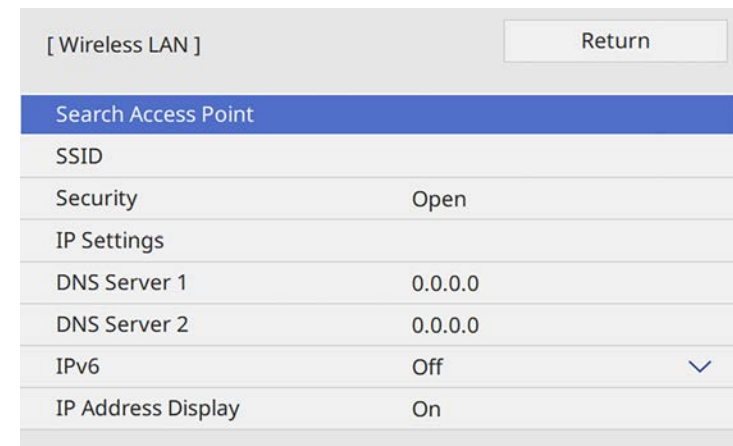 [ Wireless LAN ]
Return
Search Access Point
SSID
Security Open
IP Settings
DNS Server 1 0.0.0.0
DNS Server 2 0.0.0.0
IPv6 Off
IP Address Display On